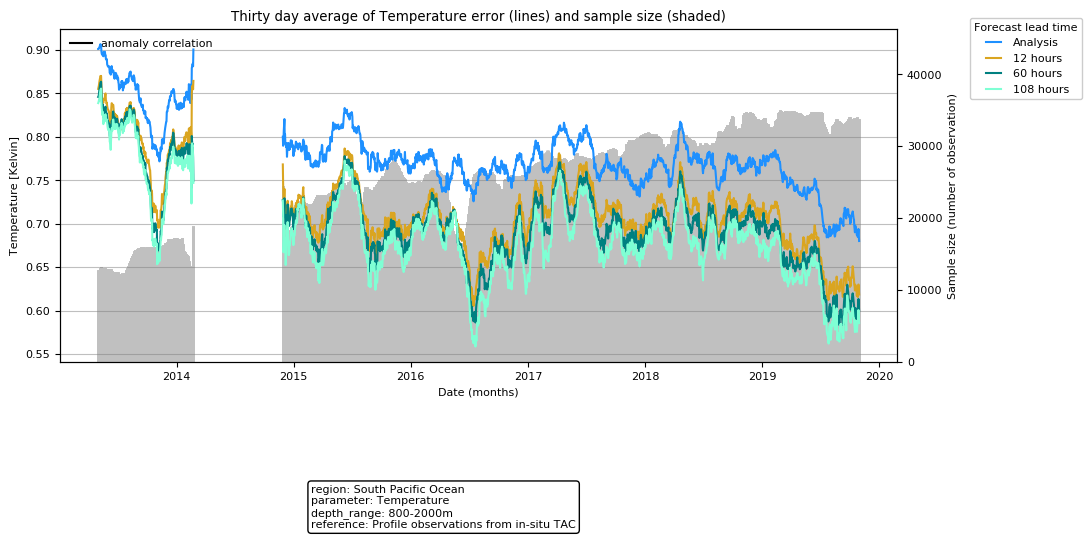 Thirty day average of Temperature error (lines) and sample size (shaded)
anomaly correlation
Forecast lead time
Analysis
12 hours
60 hours
108 hours
Temperature [Kelvin]
0.90
0.85
0.80
0.75
0.70
0.65
0.60
0.55
40000
30000
20000
10000
0
Sample size (number of observation)
2014 2015 2016 2017 2018 2019 2020
Date (months)
region: South Pacific Ocean
parameter: Temperature
depth_range: 800-2000m
reference: Profile observations from in-situ TAC